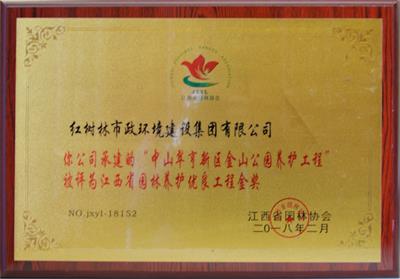 JXYL
红树林市政环境建设集团有限公司
你公司承建的“中山华育新区金山公园养护工程”
被评为江西省园林养护优良工程金奖
NO.jxyl-18152
江西省园林协会
二〇一八年二月